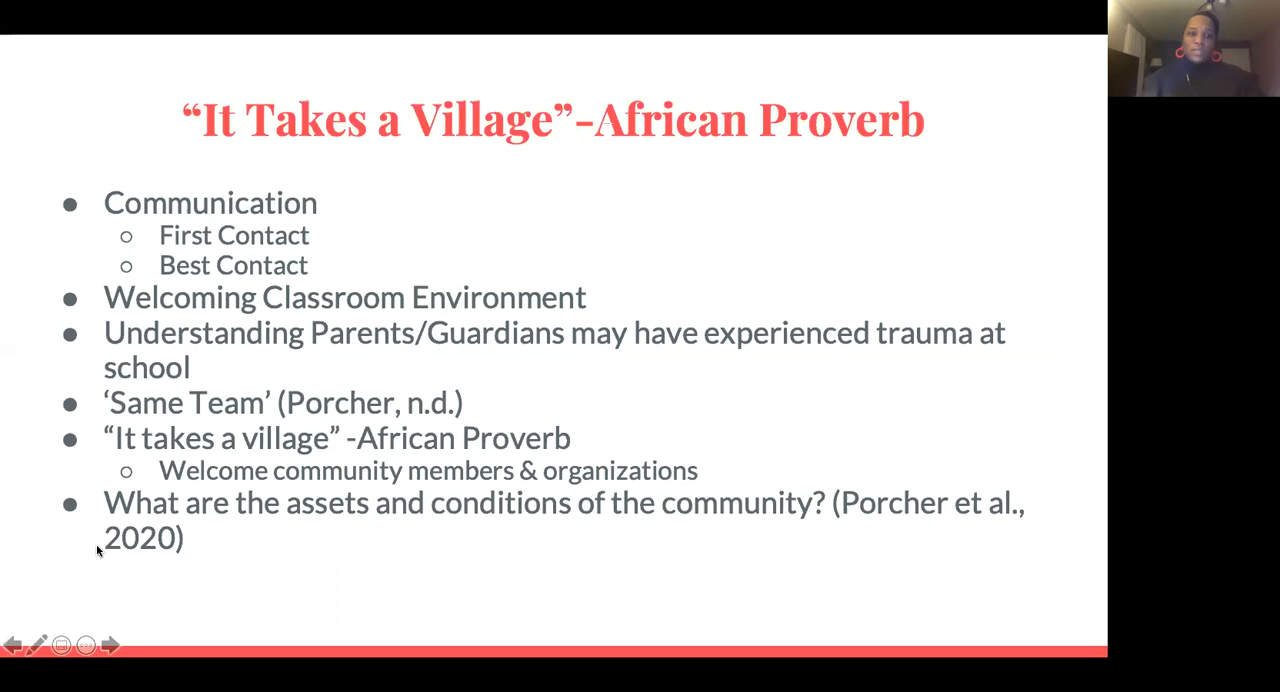 “It Takes a Village”-African Proverb
● Communication
○ First Contact
○ Best Contact
● Welcoming Classroom Environment
● Understanding Parents/Guardians may have experienced trauma at
school
● ‘Same Team’ (Porcher, n.d.)
● “It takes a village” -African Proverb
○ Welcome community members & organizations
● What are the assets and conditions of the community? (Porcher et al.,
2020)